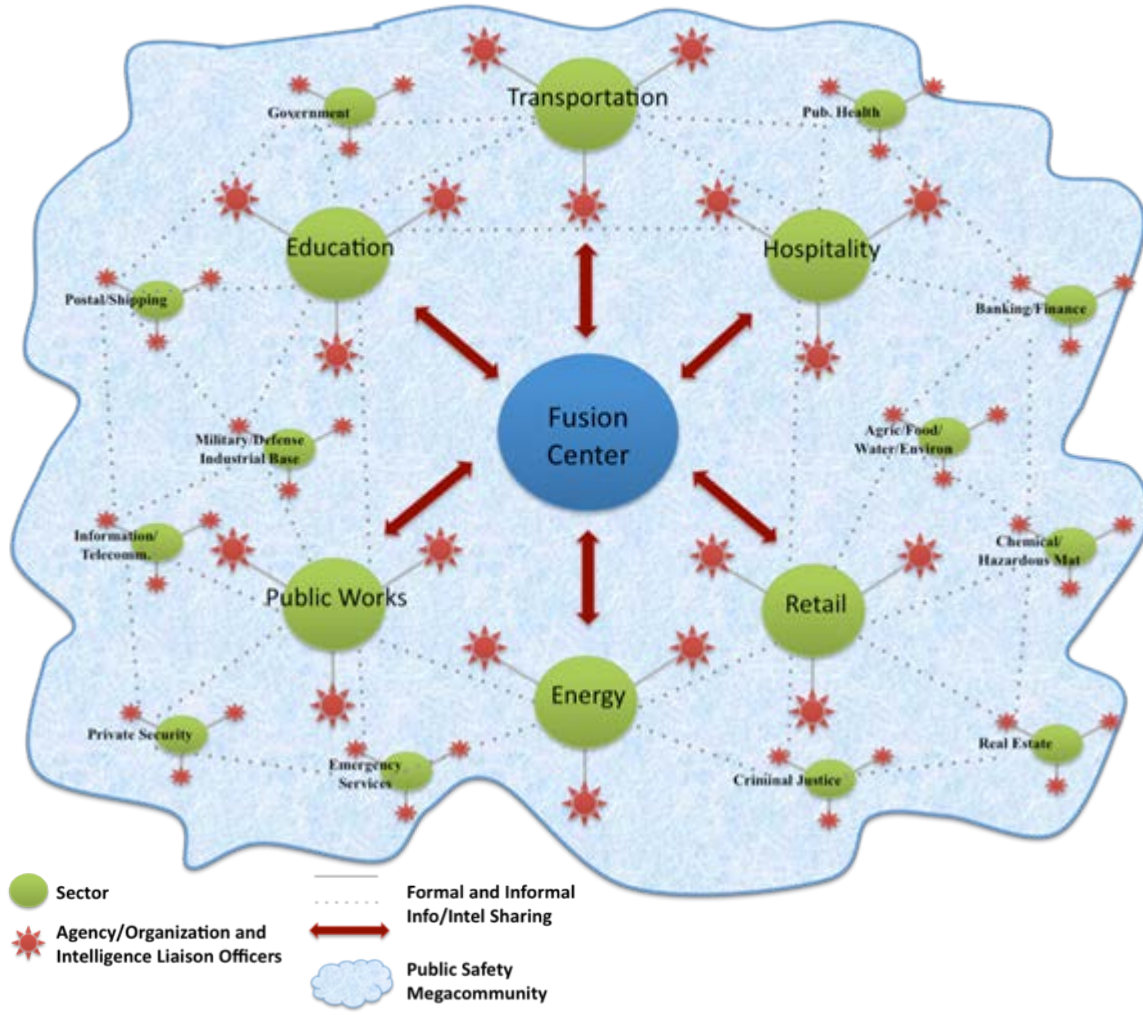 Transportation
Government
Pub. Health
Education
Hospitality
Postal/Shipping
Banking/Finance
Fusion
Center
Military/Defense
Industrial Base
Agric/Food/
Water/Environ
Information/
Telecomm.
Chemical/
Hazardous Mat
Public Works
Retail
Energy
Private Security
Emergency
Services
Criminal Justice
Real Estate
Sector
Agency/Organization and
Intelligence Liaison Officers
Formal and Informal
Info/Intel Sharing
Public Safety
Megacommunity